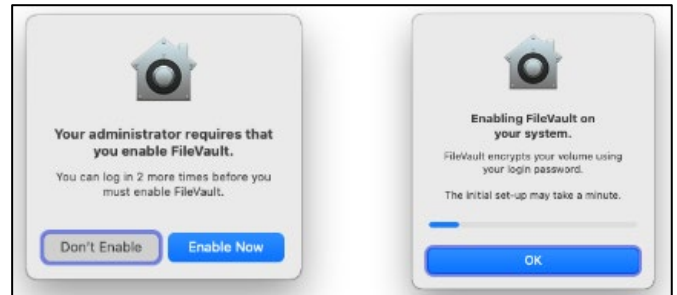 Your administrator requires that
you enable FileVault.
You can log in 2 more times before you
must enable FileVault.
Don't Enable
Enable Now
Enabling FileVault on
your system.
FileVault encrypts your volume using
your login password.
The initial set-up may take a minute.
OK